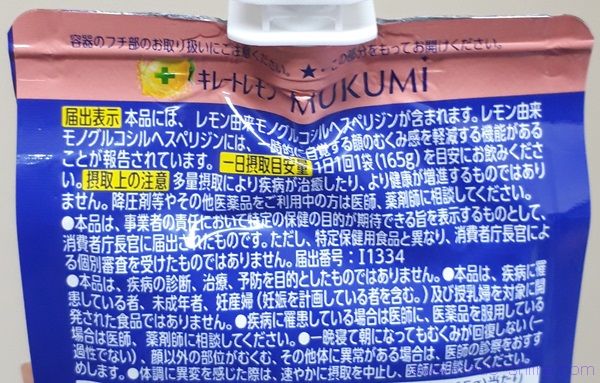 容器のフチ部のお取り扱いにご注意ください。
この部分をもってお開けください。
キレートレモン MUKUMi
届出表示 本品には、レモン由来モノグルコシルヘスペリジンが含まれます。レモン由来
モノグルコシルヘスペリジンには、一時的に自覚する顔のむくみ感を軽減する機能がある
ことが報告されています。 一日摂取目安量 1日1回1袋(165g)を目安にお飲みくださ
い。 摂取上の注意 多量摂取により疾病が治癒したり、より健康が増進するものではあり
ません。降圧剤等やその他医薬品をご利用中の方は医師、薬剤師に相談してください。
●本品は、事業者の責任において特定の保健の目的が期待できる旨を表示するものとして、
消費者庁長官に届出されたものです。ただし、特定保健用食品と異なり、消費者庁長官によ
る個別審査を受けたものではありません。届出番号:I1334
●本品は、疾病の診断、治療、予防を目的としたものではありません。●本品は、疾病に罹
患している者、未成年者、妊産婦(妊娠を計画している者を含む。)及び授乳婦を対象に開
発された食品ではありません。●疾病に罹患している場合は医師に、医薬品を服用している
場合は医師、薬剤師に相談してください。●一晩寝て朝になってもむくみが回復しない(一
過性でない)、顔以外の部位がむくむ、その他体に異常がある場合は、医師の診察をおすす
めします。●体調に異変を感じた際は、速やかに摂取を中止し、医師に相談してください。